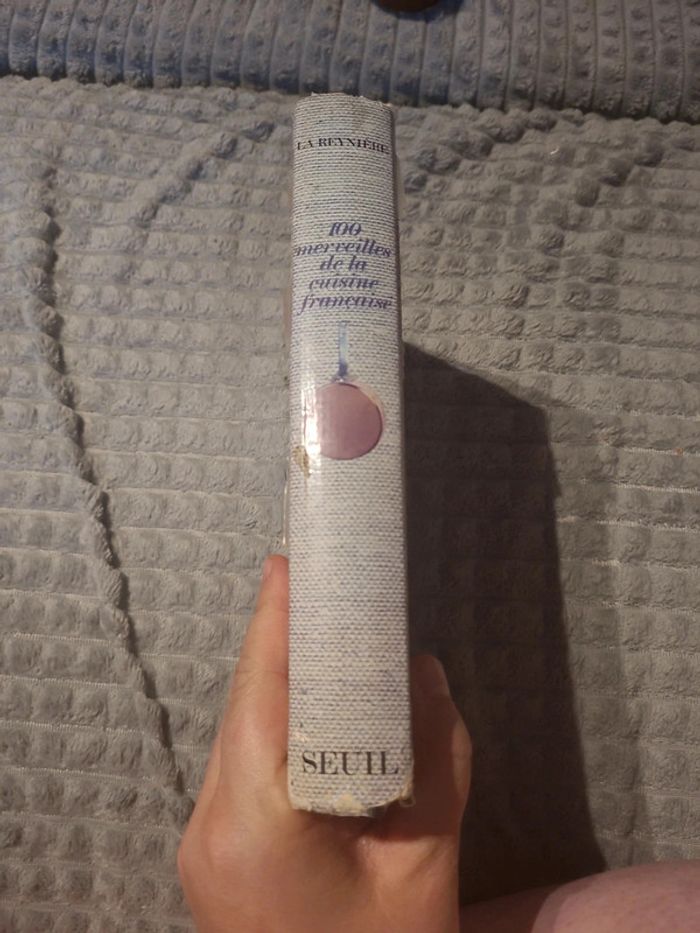 LA REYNIÈRE
100
merveilles
de la
cuisine
française
SEUIL